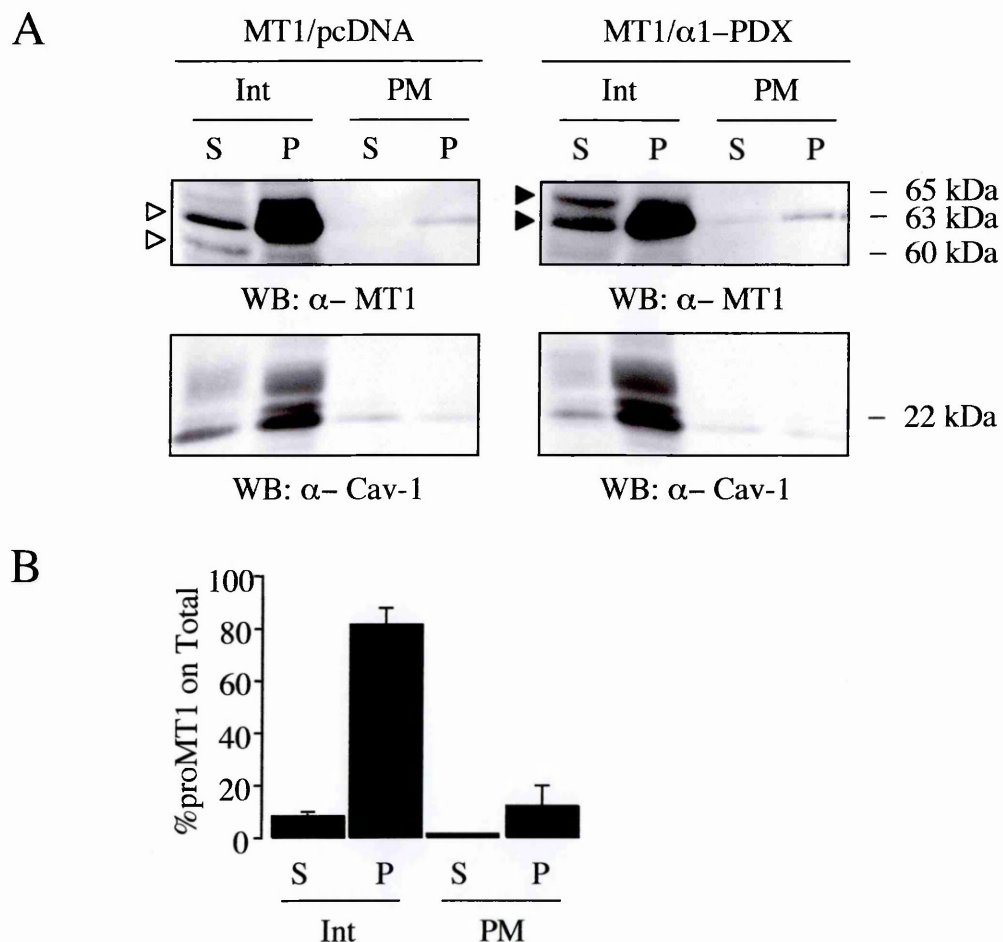 A
MT1/pcDNA MT1/α1–PDX
Int PM Int PM
S P S P S P S P
– 65 kDa
– 63 kDa
– 60 kDa
WB: α– MT1 WB: α– MT1
– 22 kDa
WB: α– Cav-1 WB: α– Cav-1
B
%proMT1 on Total
100
80
60
40
20
0
S P S P
Int PM